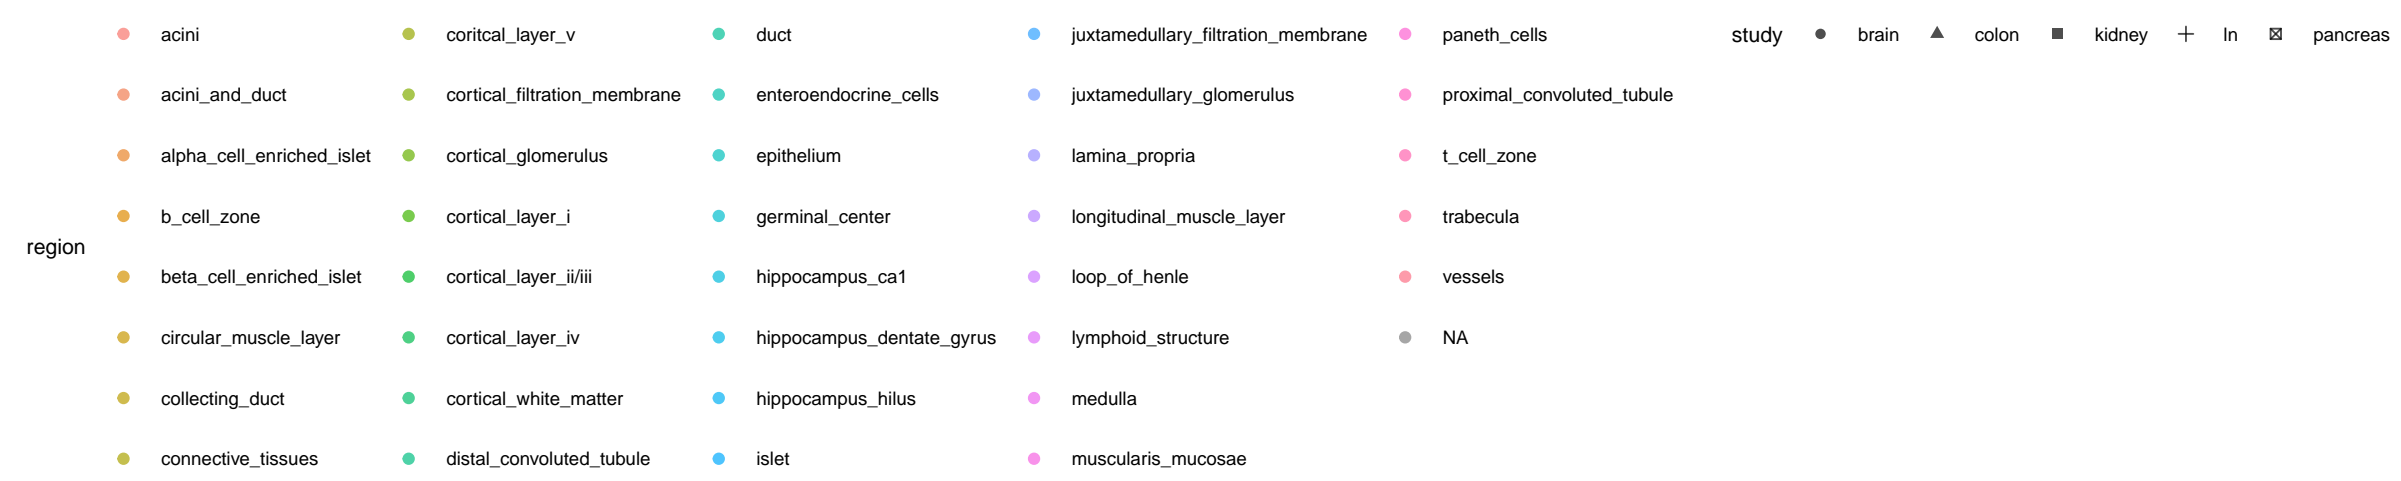 region
acini
acini_and_duct
alpha_cell_enriched_islet
b_cell_zone
beta_cell_enriched_islet
circular_muscle_layer
collecting_duct
connective_tissues
coritcal_layer_v
cortical_filtration_membrane
cortical_glomerulus
cortical_layer_i
cortical_layer_ii/iii
cortical_layer_iv
cortical_white_matter
distal_convoluted_tubule
duct
enteroendocrine_cells
epithelium
germinal_center
hippocampus_ca1
hippocampus_dentate_gyrus
hippocampus_hilus
islet
juxtamedullary_filtration_membrane
juxtamedullary_glomerulus
lamina_propria
longitudinal_muscle_layer
loop_of_henle
lymphoid_structure
medulla
muscularis_mucosae
paneth_cells
proximal_convoluted_tubule
t_cell_zone
trabecula
vessels
NA
study brain colon kidney ln pancreas